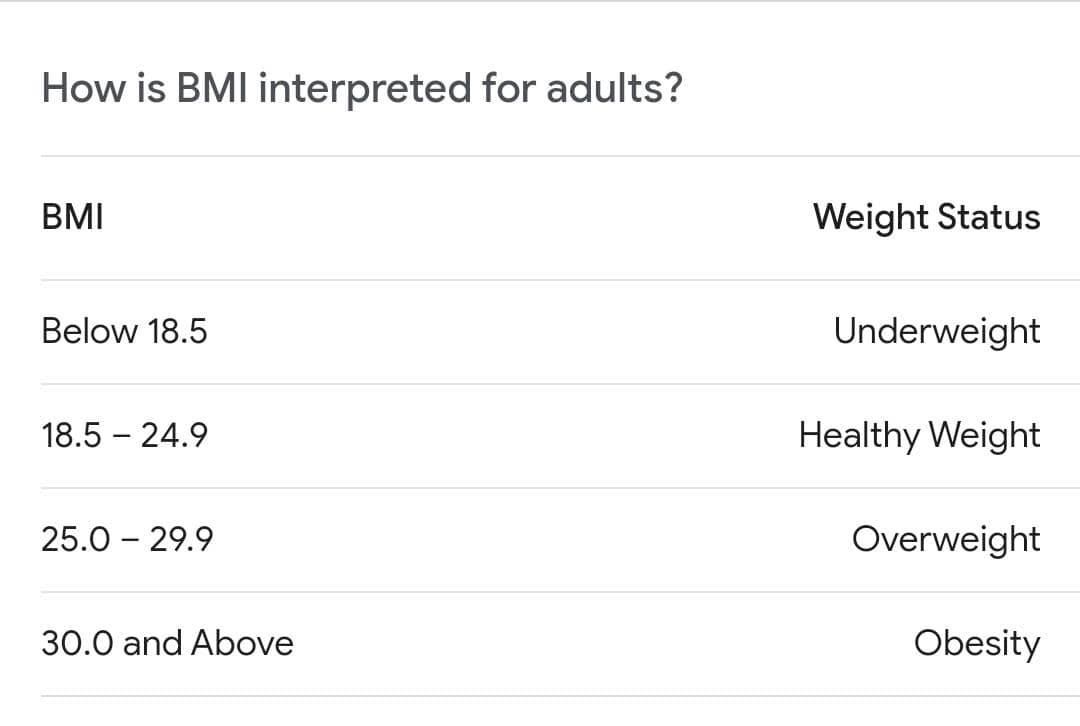 How is BMI interpreted for adults?
BMI Weight Status
Below 18.5 Underweight
18.5 – 24.9 Healthy Weight
25.0 – 29.9 Overweight
30.0 and Above Obesity